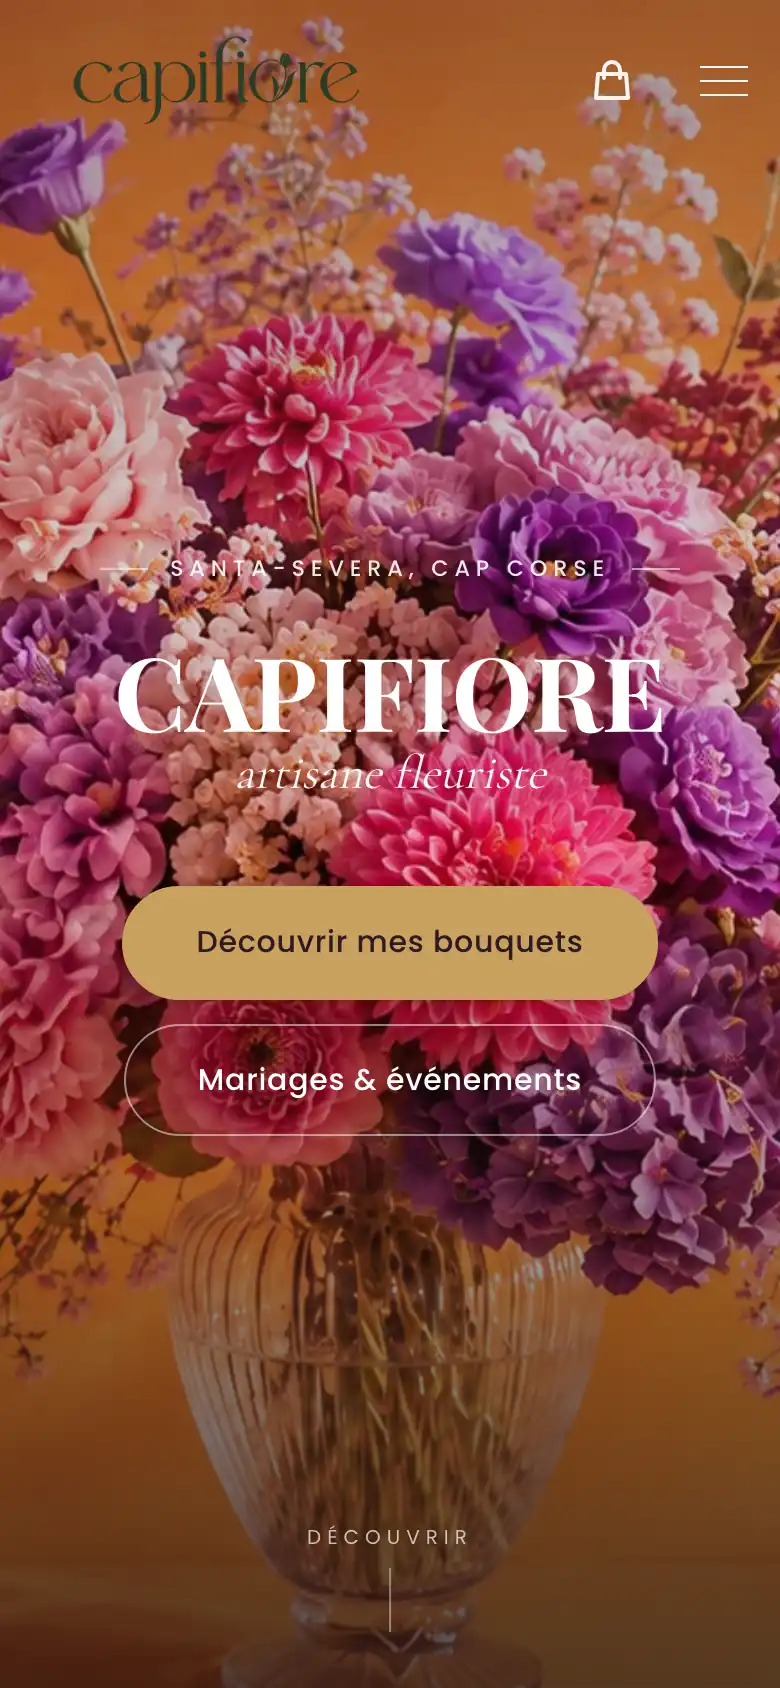 capifiore
SANTA-SEVERA, CAP CORSE
CAPIFIORE
artisane fleuriste
Découvrir mes bouquets
Mariages & événements
DÉCOUVRIR